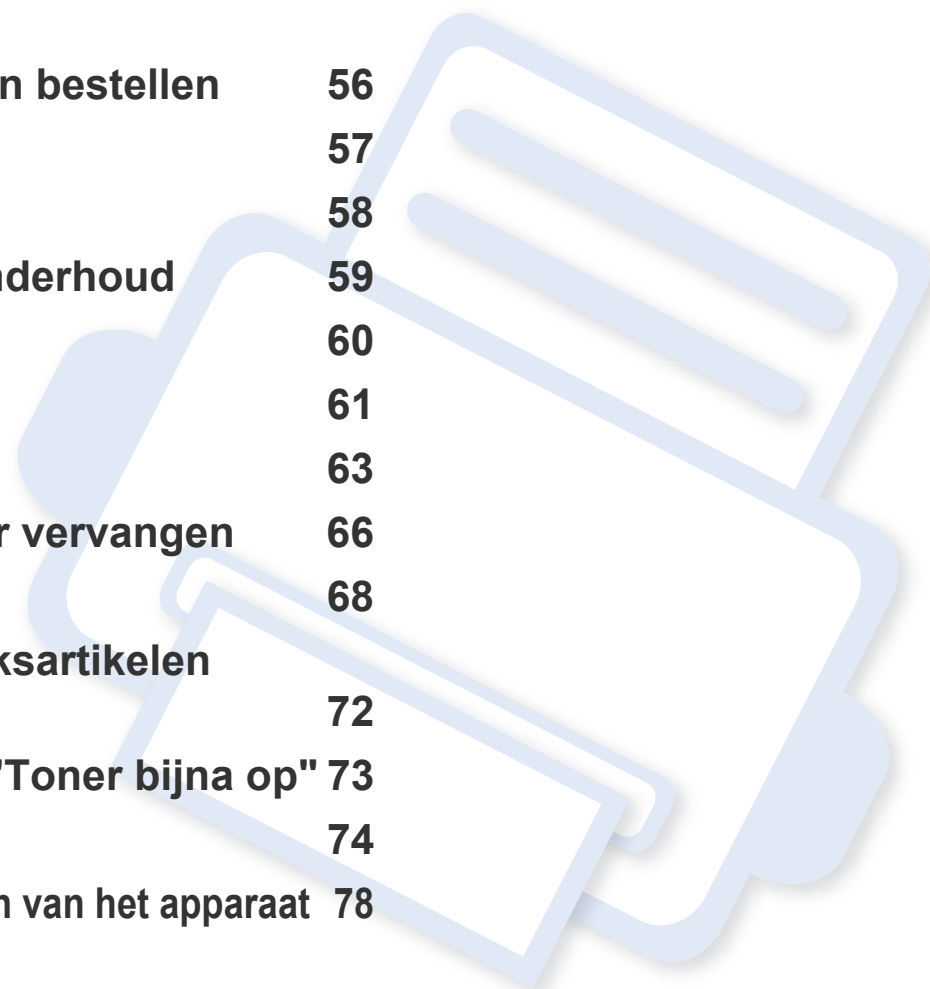 n bestellen 56
57
58
nderhoud 59
60
61
63
r vervangen 66
68
ksartikelen
72
"Toner bijna op" 73
74
n van het apparaat 78